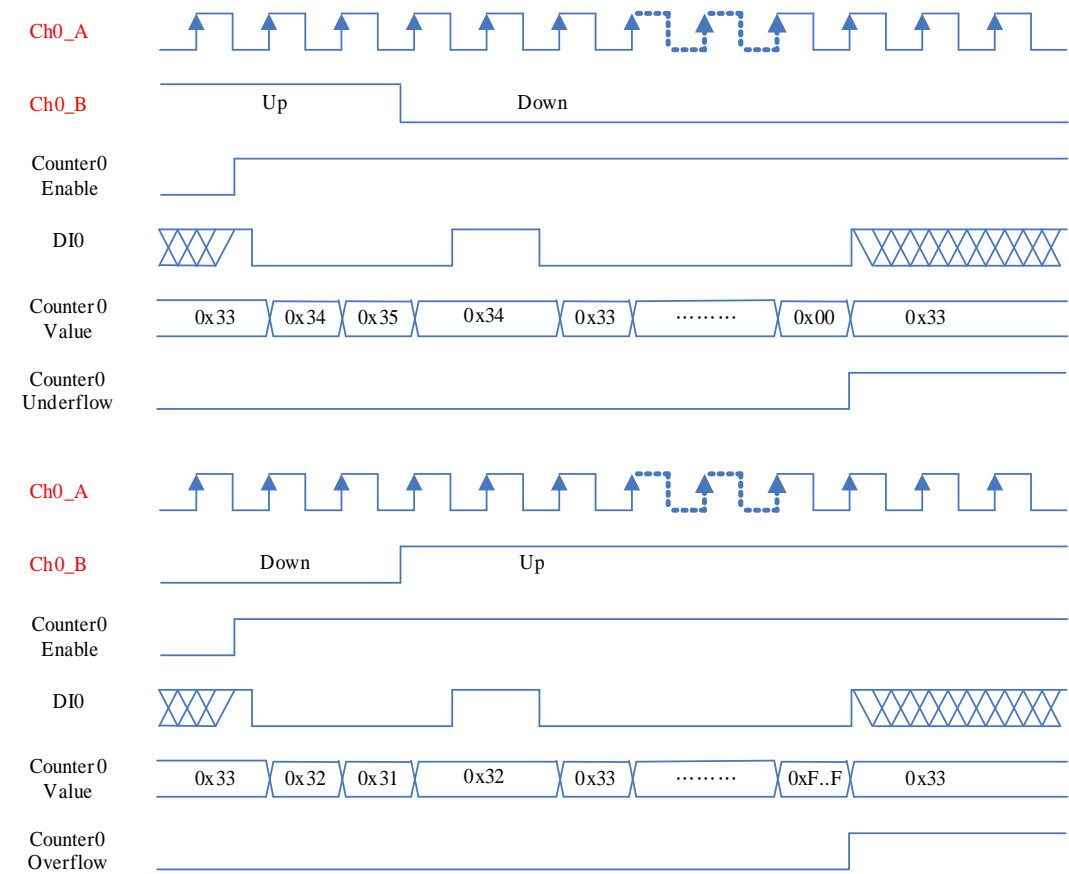 Ch0_A
Ch0_B
Up
Down
Counter0
Enable
DI0
Counter0
Value
0x33
0x34
0x35
0x34
0x33
.........
0x00
0x33
Counter0
Underflow
Ch0_A
Ch0_B
Down
Up
Counter0
Enable
DI0
Counter0
Value
0x33
0x32
0x31
0x32
0x33
.........
0xF..F
0x33
Counter0
Overflow